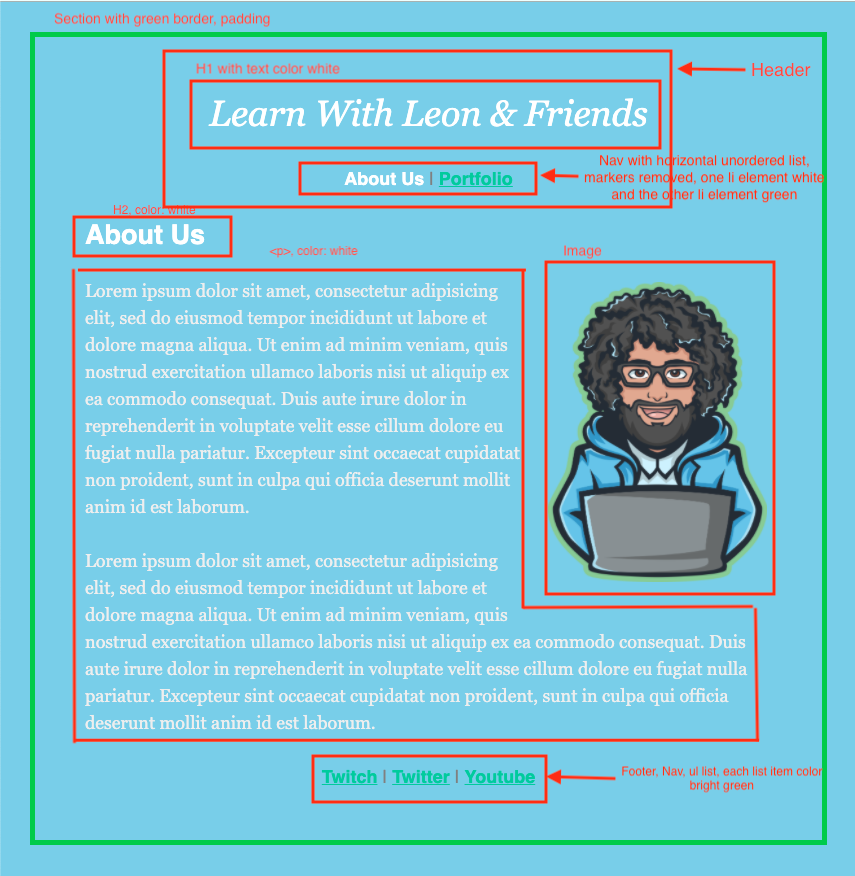 Section with green border, padding
H1 with text color white
Header
Learn With Leon & Friends
Nav with horizontal unordered list,
markers removed, one li element white
and the other li element green
About Us | Portfolio
H2, color: white
About Us
<p>, color: white
Image
Lorem ipsum dolor sit amet, consectetur adipisicing
elit, sed do eiusmod tempor incididunt ut labore et
dolore magna aliqua. Ut enim ad minim veniam, quis
nostrud exercitation ullamco laboris nisi ut aliquip ex
ea commodo consequat. Duis aute irure dolor in
reprehenderit in voluptate velit esse cillum dolore eu
fugiat nulla pariatur. Excepteur sint occaecat cupidatat
non proident, sunt in culpa qui officia deserunt mollit
anim id est laborum.
Lorem ipsum dolor sit amet, consectetur adipisicing
elit, sed do eiusmod tempor incididunt ut labore et
dolore magna aliqua. Ut enim ad minim veniam, quis
nostrud exercitation ullamco laboris nisi ut aliquip ex ea commodo consequat. Duis
aute irure dolor in reprehenderit in voluptate velit esse cillum dolore eu fugiat nulla
pariatur. Excepteur sint occaecat cupidatat non proident, sunt in culpa qui officia
deserunt mollit anim id est laborum.
Twitch | Twitter | Youtube
Footer, Nav, ul list, each list item color
bright green